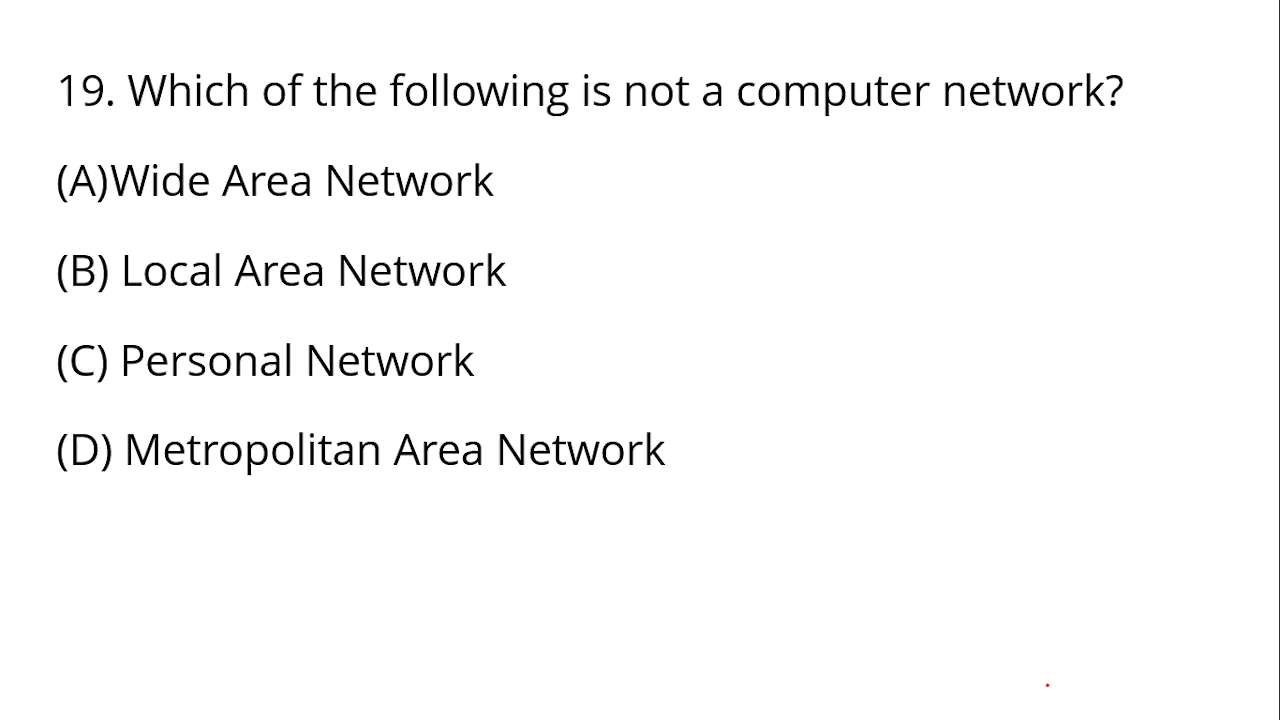 19. Which of the following is not a computer network?
(A)Wide Area Network
(B) Local Area Network
(C) Personal Network
(D) Metropolitan Area Network